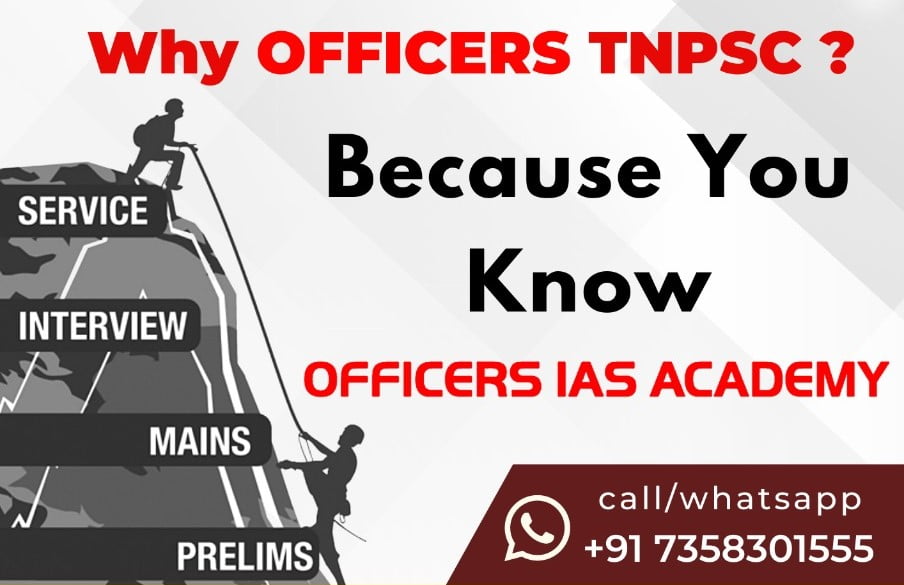 Why OFFICERS TNPSC ?
Because You
Know
OFFICERS IAS ACADEMY
SERVICE
INTERVIEW
MAINS
PRELIMS
call/whatsapp
+91 7358301555